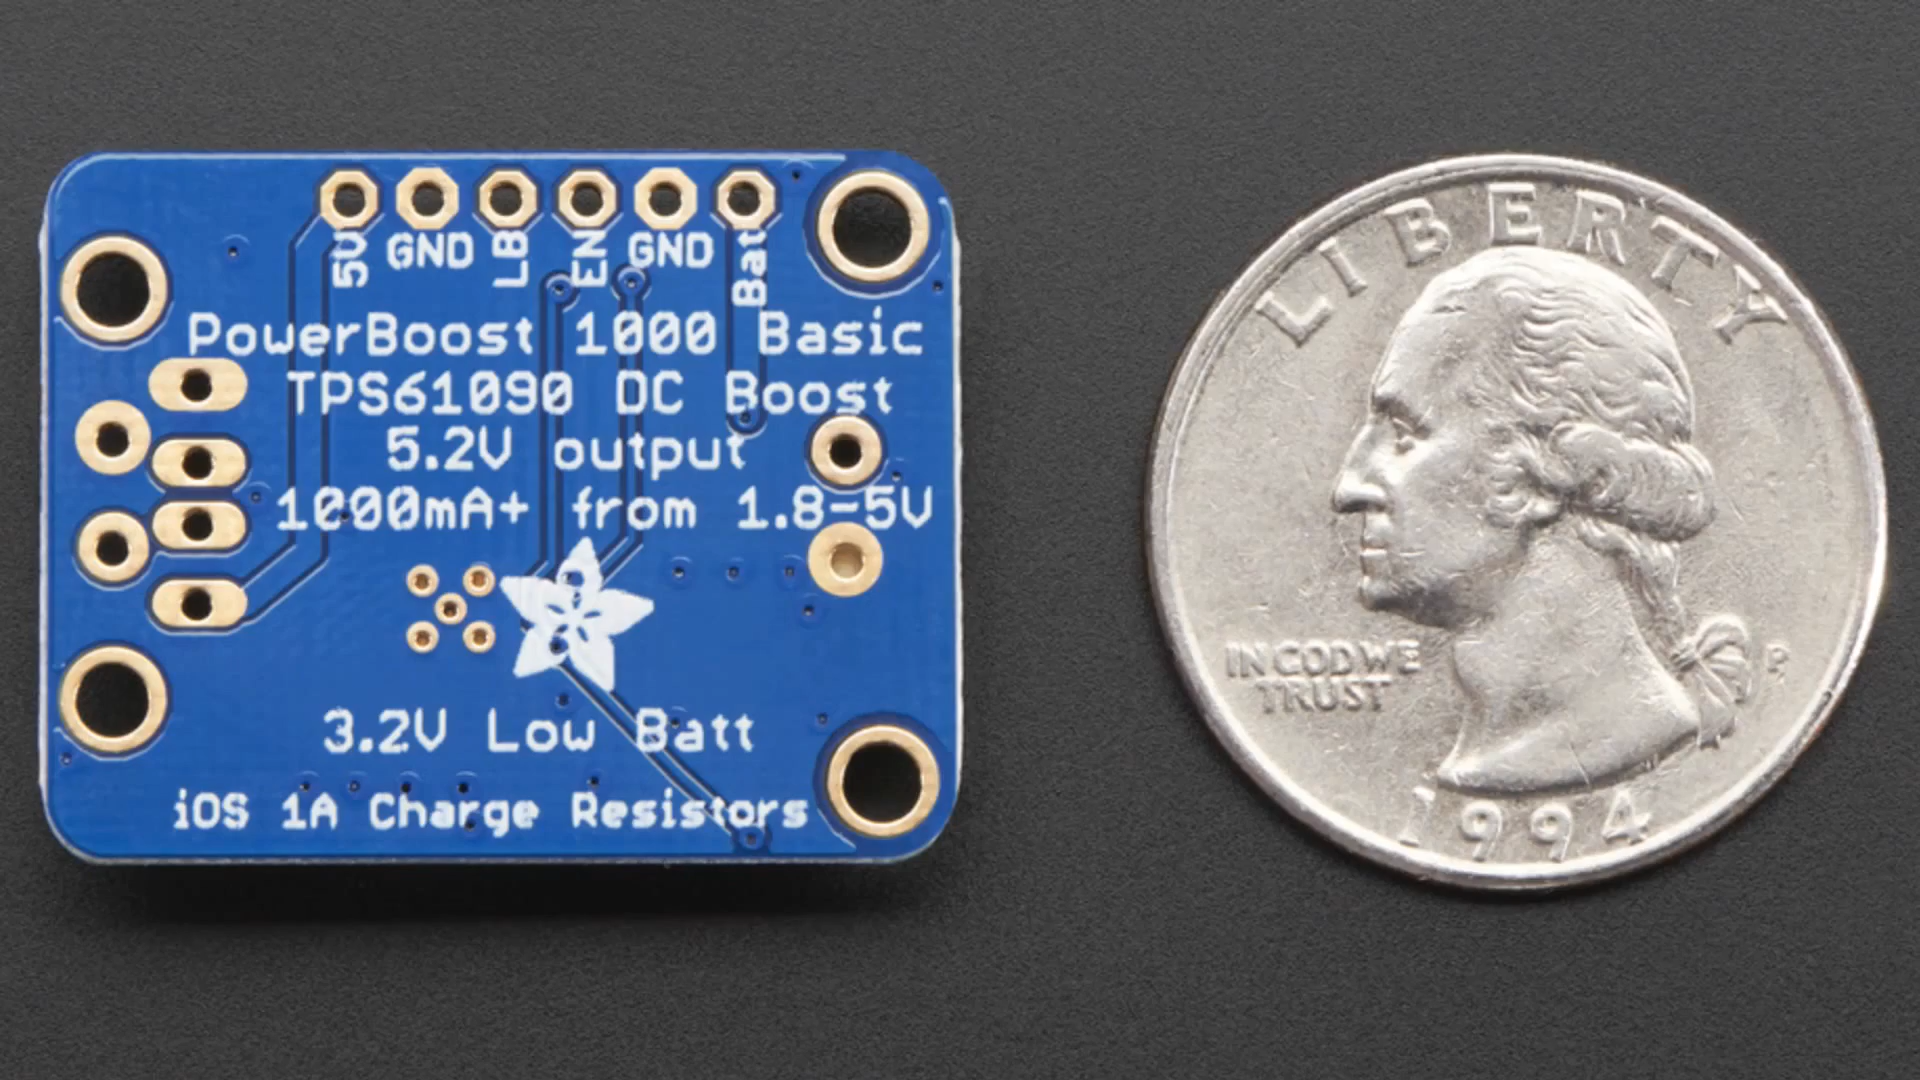 5V GND LB EN GND Bat
PowerBoost 1000 Basic
TPS61090 DC Boost
5.2V output
1000mA+ from 1.8-5V
3.2V Low Batt
iOS 1A Charge Resistors
LIBERTY
IN GOD WE
TRUST
P
1994